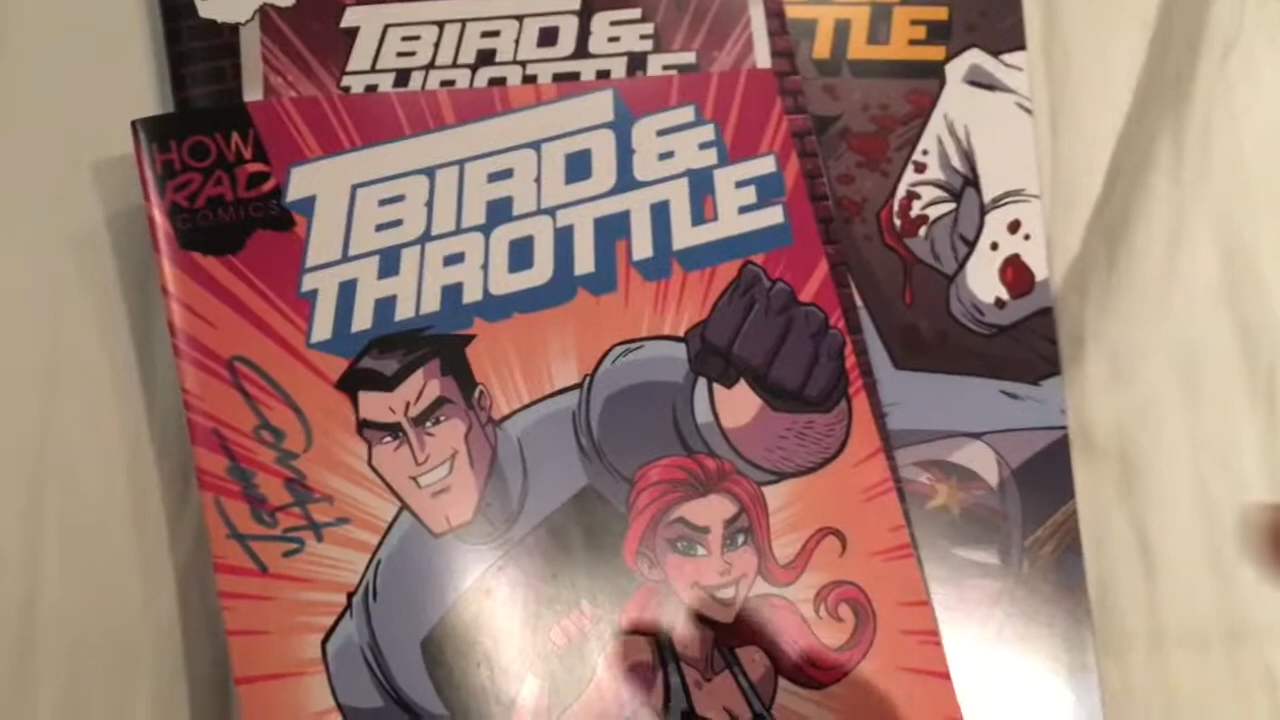 TBIRD &
THROTTLE
TLE
HOW
RAD
COMICS
TBIRD &
THROTTLE